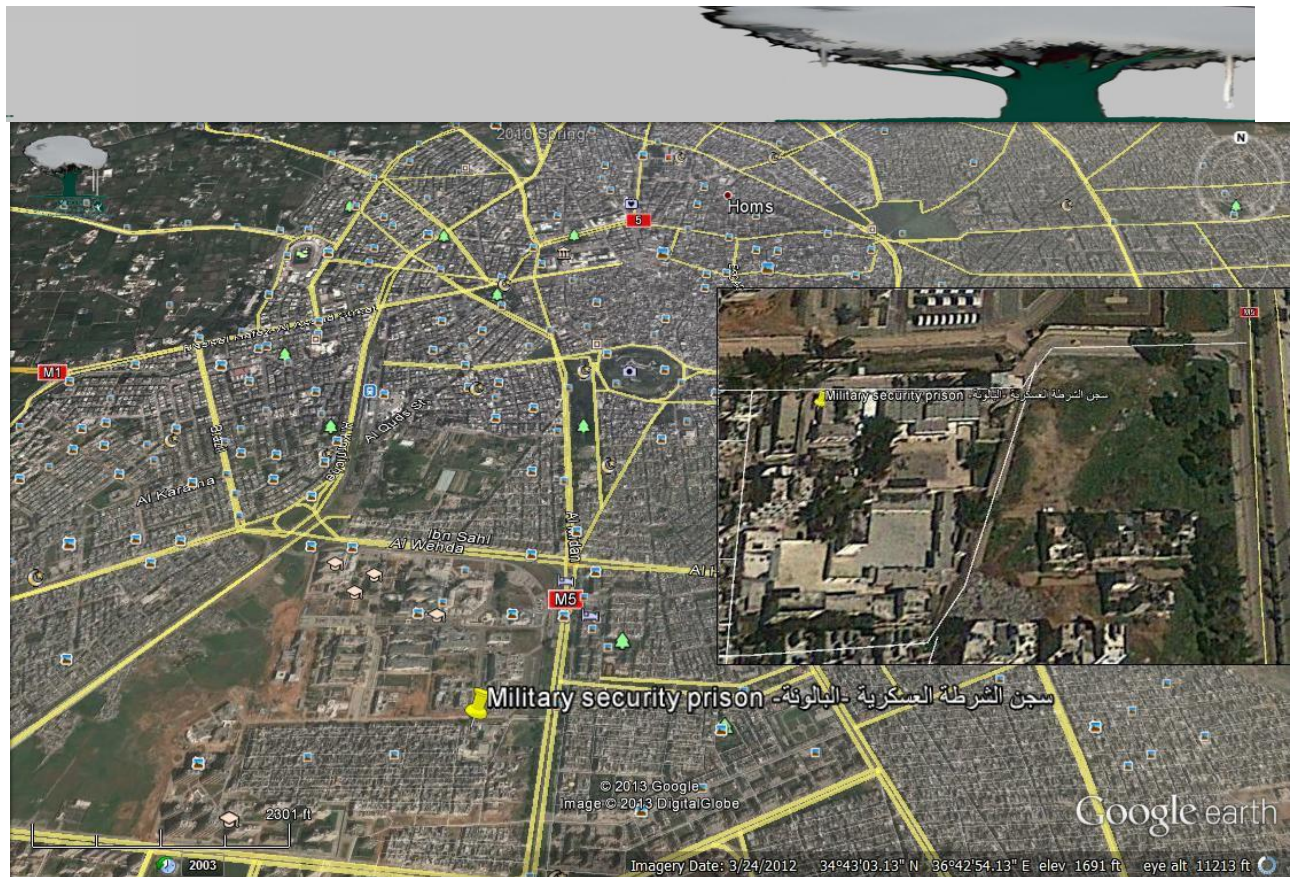 2010 Spring
N
5
Homs
M5
M1
Military security prison -سجن الشرطة العسكرية -البالونة
Al Quds St
Al Karama
Ibn Sahl
Al Wehda
Al Midan
M5
Military security prison -سجن الشرطة العسكرية -البالونة
© 2013 Google
Image © 2013 DigitalGlobe
2301 ft
Google earth
2003
Imagery Date: 3/24/2012 34°43'03.13" N 36°42'54.13" E elev 1691 ft eye alt 11213 ft